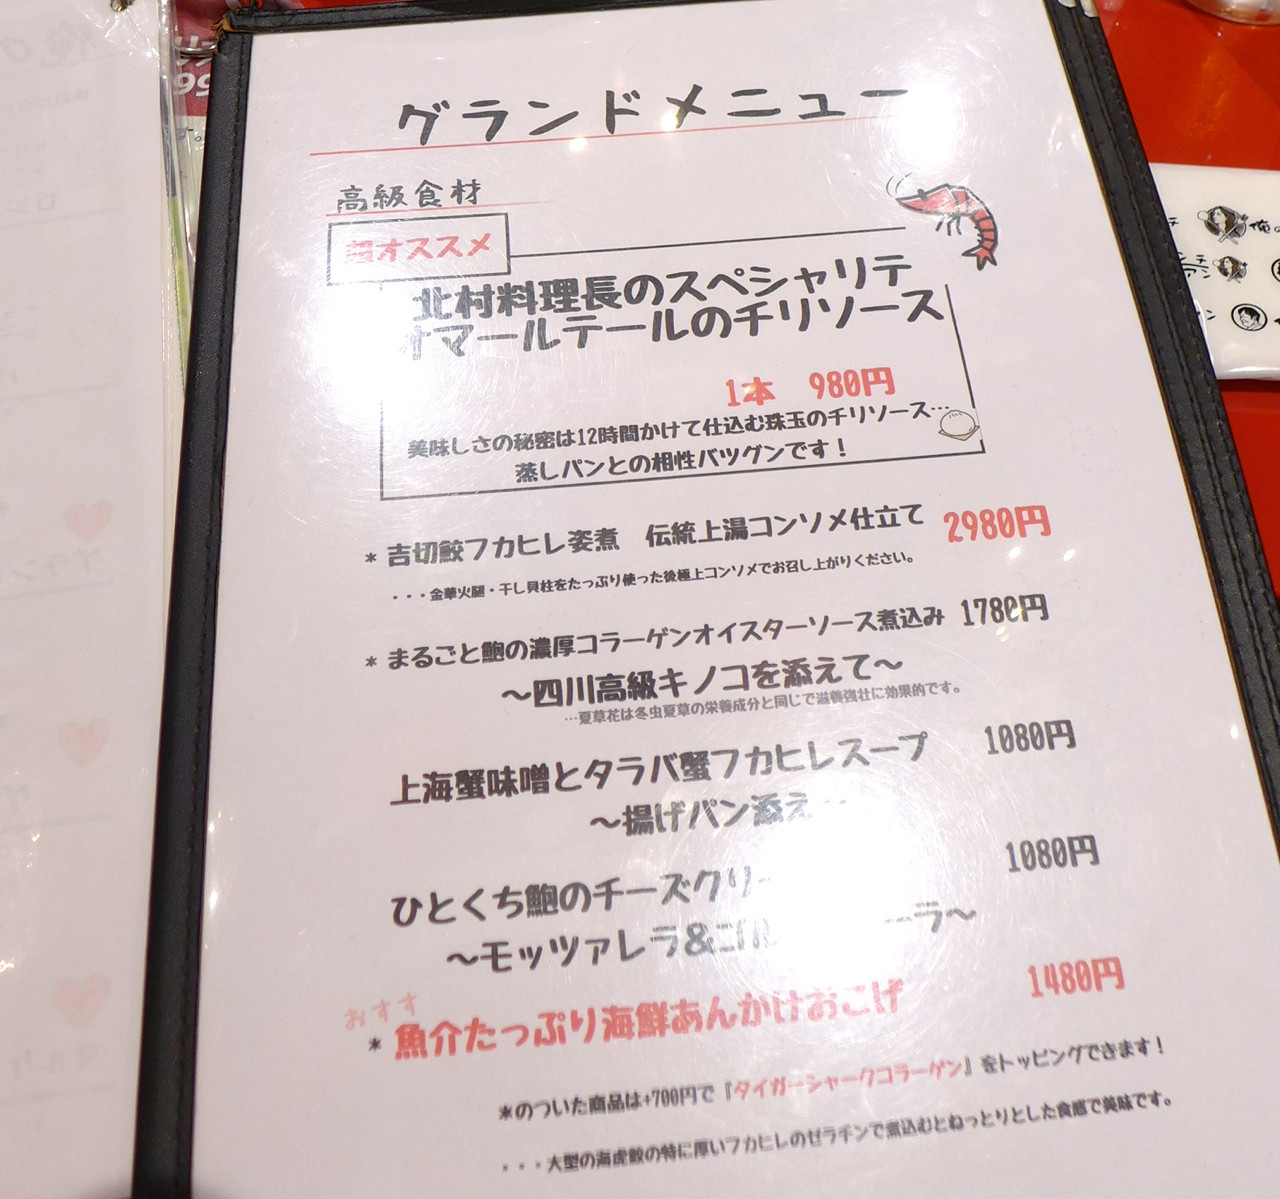 グランドメニュー
高級食材
超オススメ
北村料理長のスペシャリテ
オマールテールのチリソース
1本 980円
美味しさの秘密は12時間かけて仕込む珠玉のチリソース…
蒸しパンとの相性バツグンです！
* 吉切鮫フカヒレ姿煮 伝統上湯コンソメ仕立て 2980円
・・・金華火腿・干し貝柱をたっぷり使った後極上コンソメでお召し上がりください。
* まるごと鮑の濃厚コラーゲンオイスターソース煮込み 1780円
～四川高級キノコを添えて～
…夏草花は冬虫夏草の栄養成分と同じで滋養強壮に効果的です。
上海蟹味噌とタラバ蟹フカヒレスープ 1080円
～揚げパン添え～
ひとくち鮑のチーズクリ 1080円
～モッツァレラ&ゴル ーラ～
おすす
* 魚介たっぷり海鮮あんかけおこげ 1480円
*のついた商品は+700円で『タイガーシャークコラーゲン』をトッピングできます！
・・・大型の海虎鮫の特に厚いフカヒレのゼラチンで煮込むとねっとりとした食感で美味です。